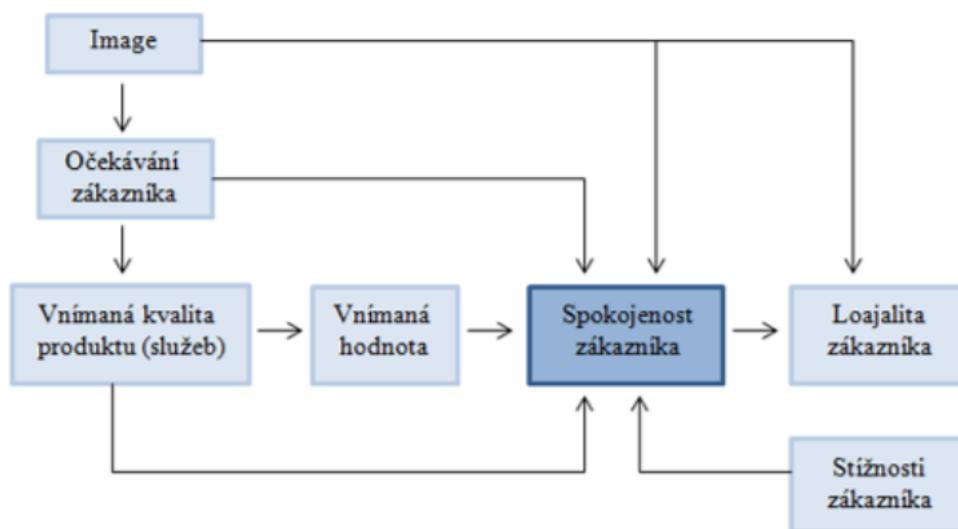 Image
Očekávání
zákazníka
Vnímaná kvalita
produktu (služeb)
Vnímaná
hodnota
Spokojenost
zákazníka
Loajalita
zákazníka
Stížnosti
zákazníka